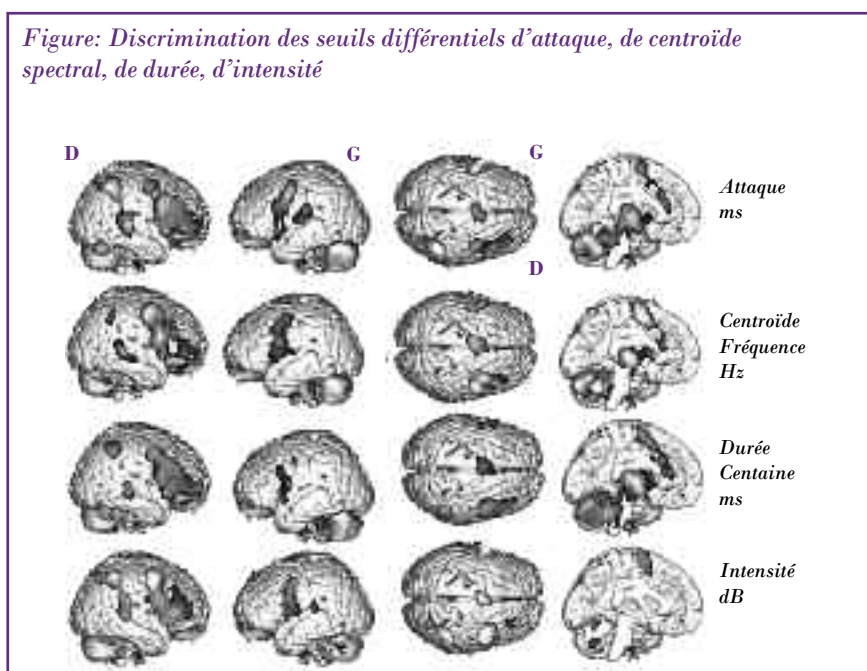 Figure: Discrimination des seuils différentiels d'attaque, de centroïde
spectral, de durée, d'intensité
D
G
G
D
Attaque
ms
Centroïde
Fréquence
Hz
Durée
Centaine
ms
Intensité
dB